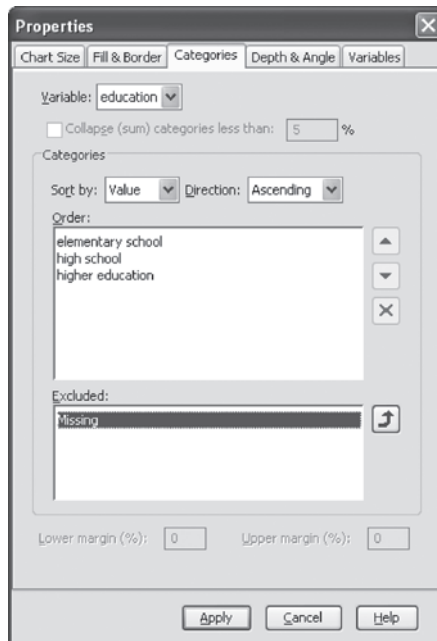 Properties
Chart Size Fill & Border Categories Depth & Angle Variables
Variable: education
Collapse (sum) categories less than: 5 %
Categories
Sort by: Value Direction: Ascending
Order:
elementary school
high school
higher education
Excluded:
Missing
Lower margin (%): 0 Upper margin (%): 0
Apply Cancel Help